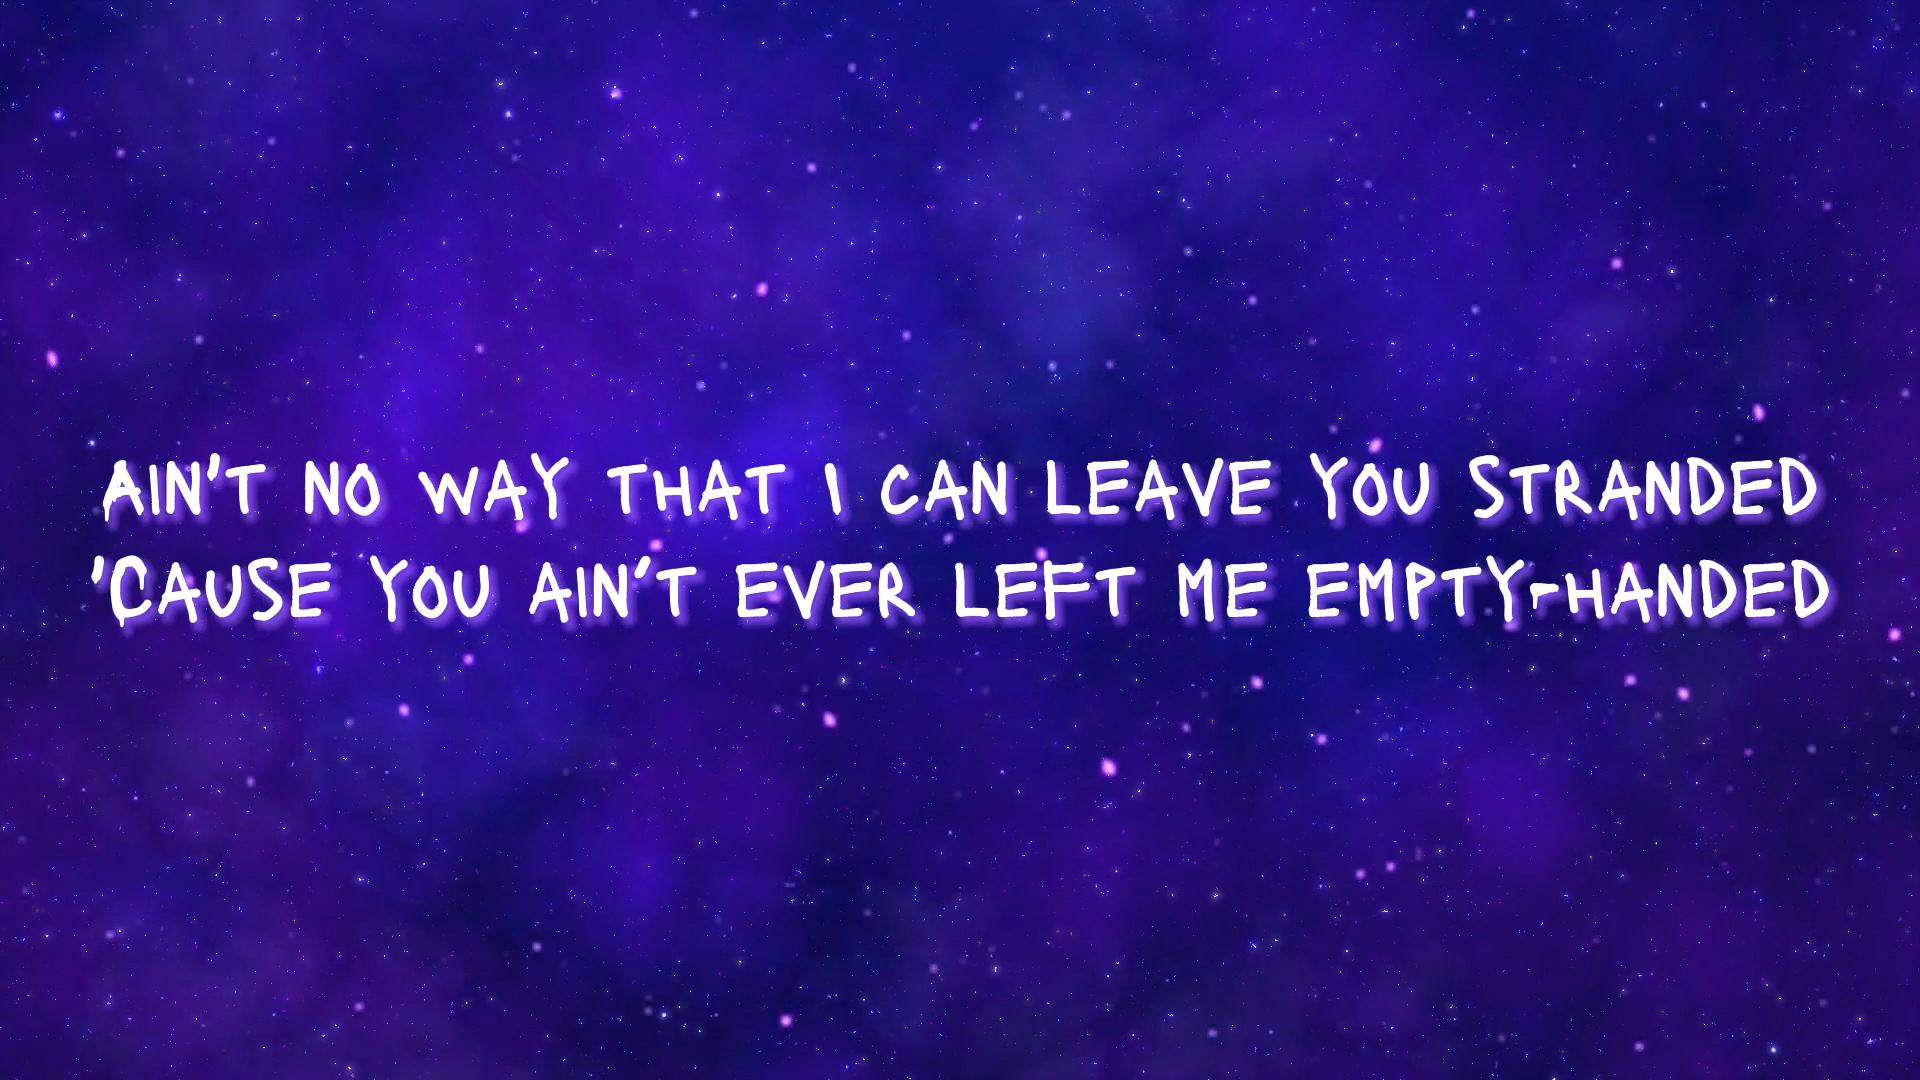 AIN'T NO WAY THAT I CAN LEAVE YOU STRANDED
'CAUSE YOU AIN'T EVER LEFT ME EMPTY-HANDED